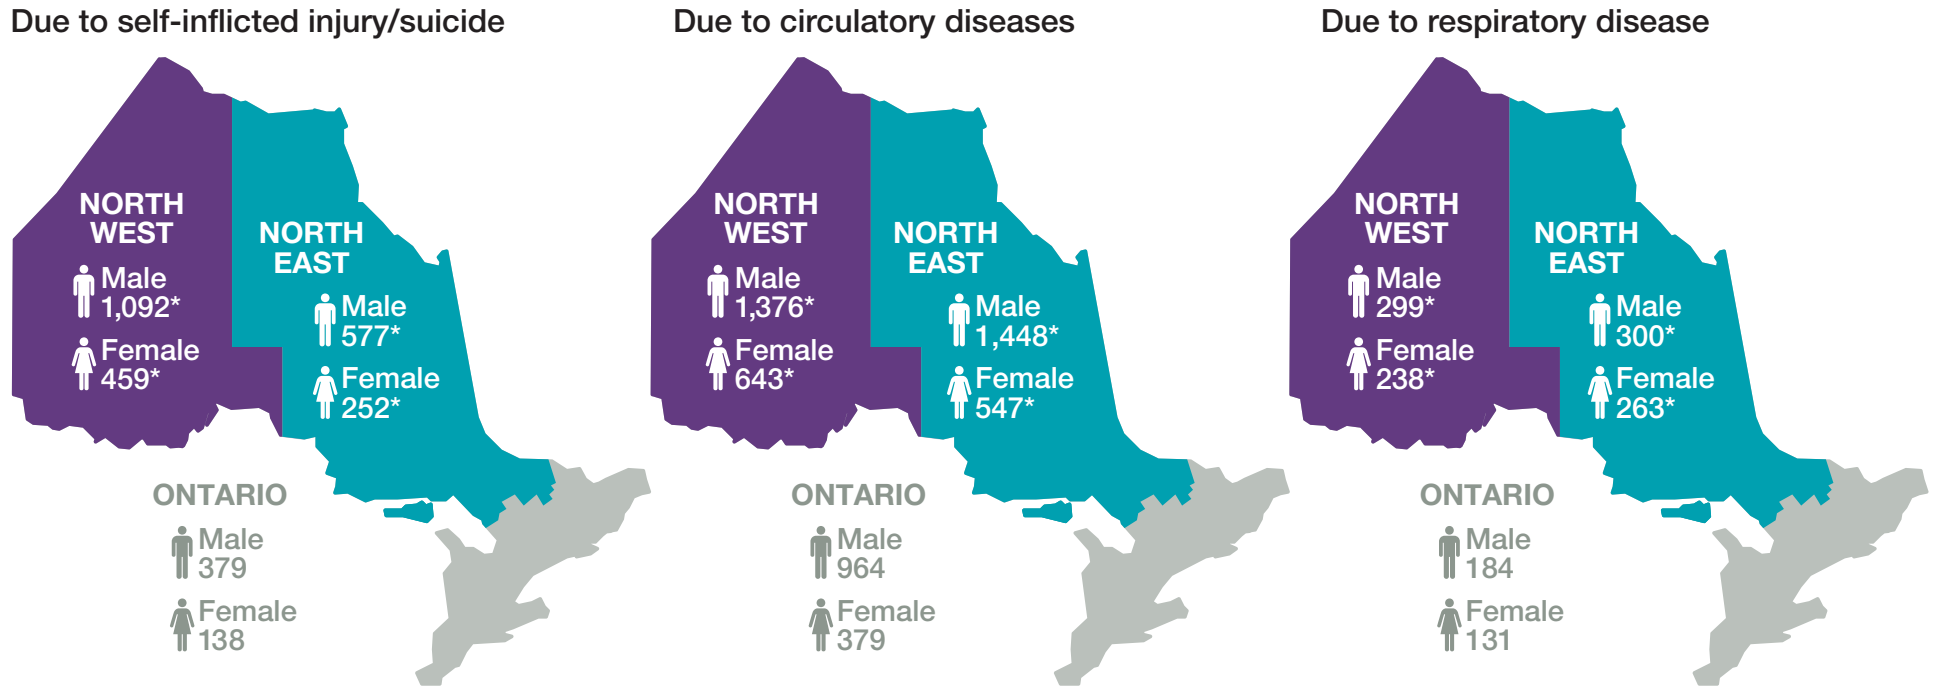 Due to self-inflicted injury/suicide
NORTH
WEST
Male
1,092*
Female
459*
NORTH
EAST
Male
577*
Female
252*
ONTARIO
Male
379
Female
138
Due to circulatory diseases
NORTH
WEST
Male
1,376*
Female
643*
NORTH
EAST
Male
1,448*
Female
547*
ONTARIO
Male
964
Female
379
Due to respiratory disease
NORTH
WEST
Male
299*
Female
238*
NORTH
EAST
Male
300*
Female
263*
ONTARIO
Male
184
Female
131